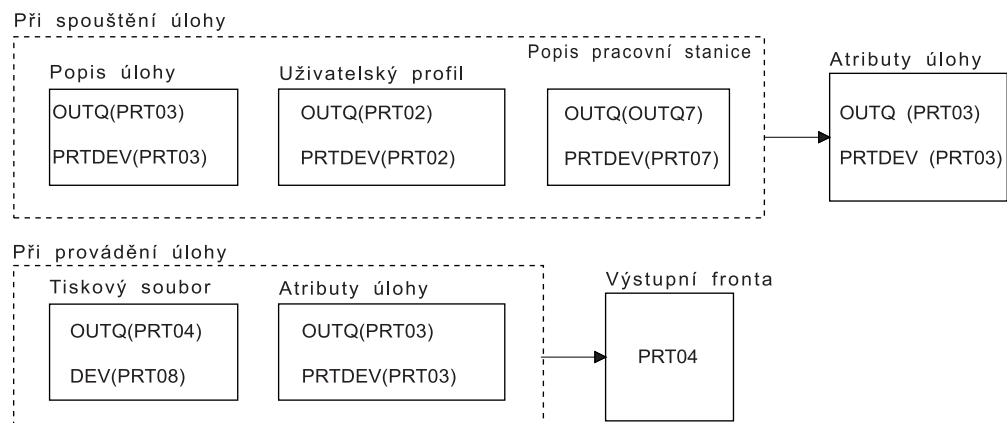 Při spouštění úlohy
Popis úlohy
OUTQ(PRT03)
PRTDEV(PRT03)
Uživatelský profil
OUTQ(PRT02)
PRTDEV(PRT02)
Popis pracovní stanice
OUTQ(OUTQ7)
PRTDEV(PRT07)
Atributy úlohy
OUTQ (PRT03)
PRTDEV (PRT03)
Při provádění úlohy
Tiskový soubor
OUTQ(PRT04)
DEV(PRT08)
Atributy úlohy
OUTQ(PRT03)
PRTDEV(PRT03)
Výstupní fronta
PRT04